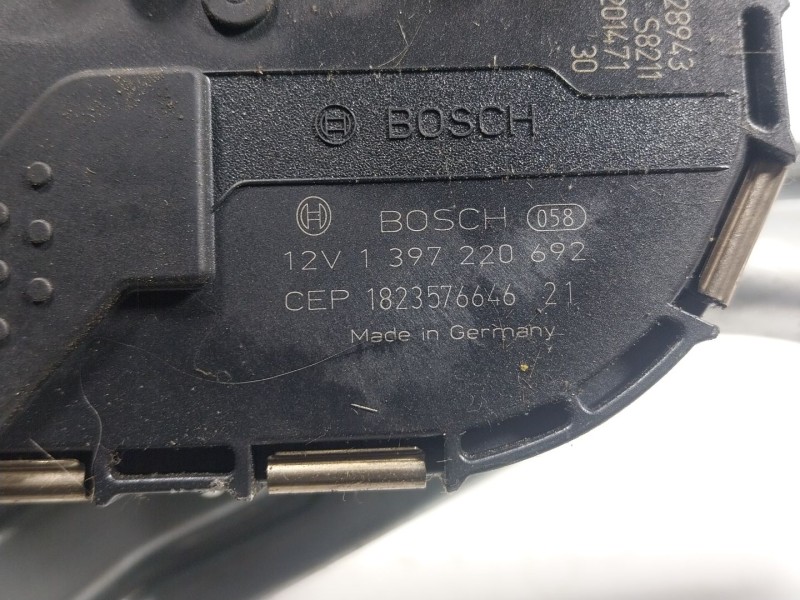 28943
S8211
201471
30
BOSCH
BOSCH 058
12V 1 397 220 692
CEP 1823576646 21
Made in Germany